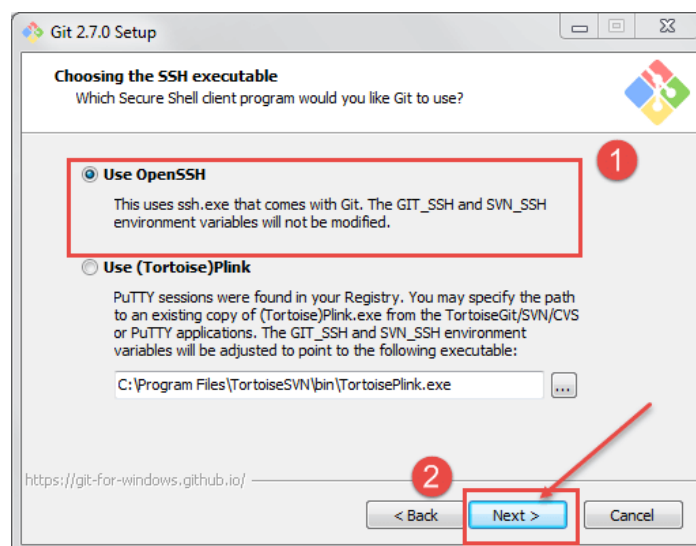 Git 2.7.0 Setup
Choosing the SSH executable
Which Secure Shell client program would you like Git to use?
1
Use OpenSSH
This uses ssh.exe that comes with Git. The GIT_SSH and SVN_SSH
environment variables will not be modified.
Use (Tortoise)Plink
PuTTY sessions were found in your Registry. You may specify the path
to an existing copy of (Tortoise)Plink.exe from the TortoiseGit/SVN/CVS
or PuTTY applications. The GIT_SSH and SVN_SSH environment
variables will be adjusted to point to the following executable:
C:\Program Files\TortoiseSVN\bin\TortoisePlink.exe
...
https://git-for-windows.github.io/
2
< Back
Next >
Cancel